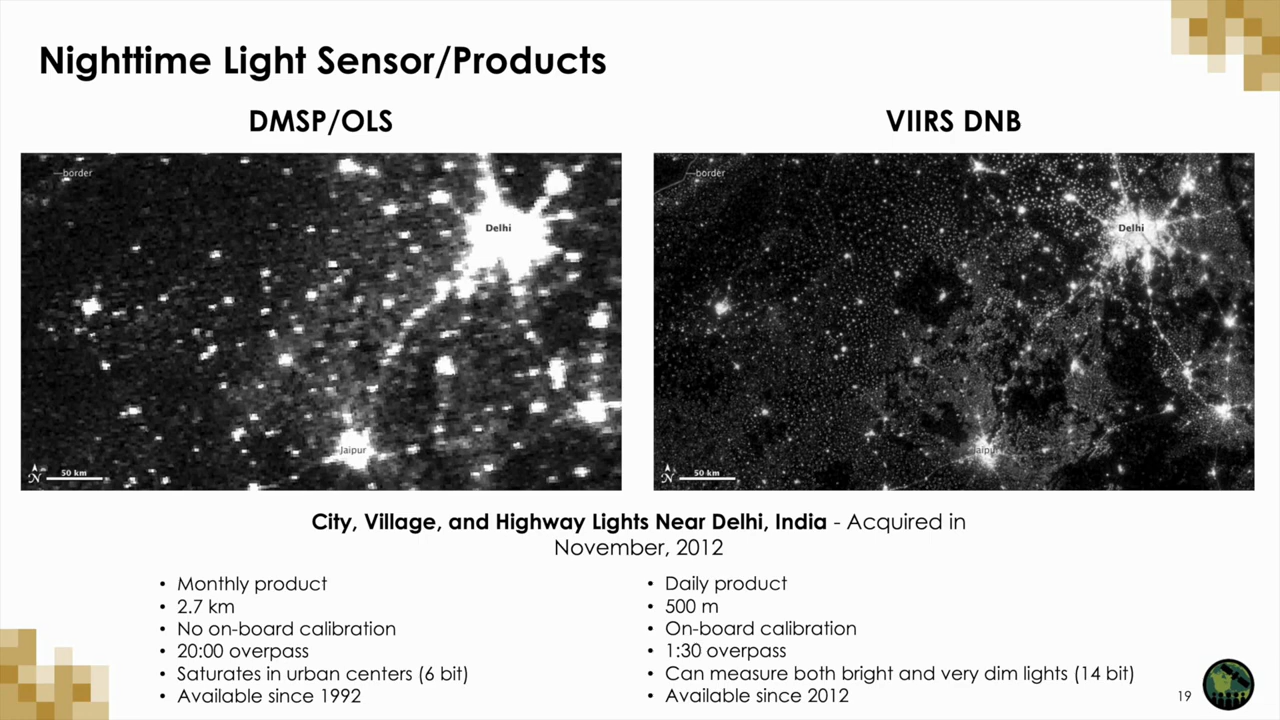 Nighttime Light Sensor/Products
DMSP/OLS
VIIRS DNB
—border
Delhi
Jaipur
N
50 km
—border
Delhi
Jaipur
N
50 km
City, Village, and Highway Lights Near Delhi, India - Acquired in
November, 2012
• Monthly product
• 2.7 km
• No on-board calibration
• 20:00 overpass
• Saturates in urban centers (6 bit)
• Available since 1992
• Daily product
• 500 m
• On-board calibration
• 1:30 overpass
• Can measure both bright and very dim lights (14 bit)
• Available since 2012
19